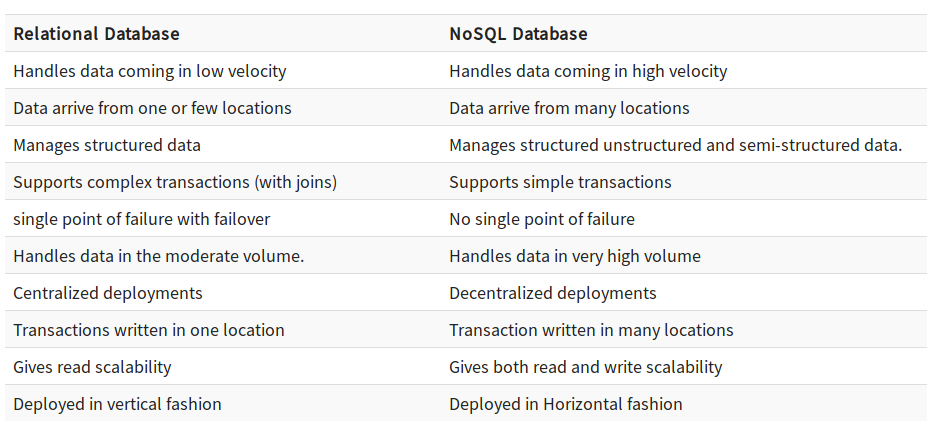 Relational Database NoSQL Database
Handles data coming in low velocity Handles data coming in high velocity
Data arrive from one or few locations Data arrive from many locations
Manages structured data Manages structured unstructured and semi-structured data.
Supports complex transactions (with joins) Supports simple transactions
single point of failure with failover No single point of failure
Handles data in the moderate volume. Handles data in very high volume
Centralized deployments Decentralized deployments
Transactions written in one location Transaction written in many locations
Gives read scalability Gives both read and write scalability
Deployed in vertical fashion Deployed in Horizontal fashion